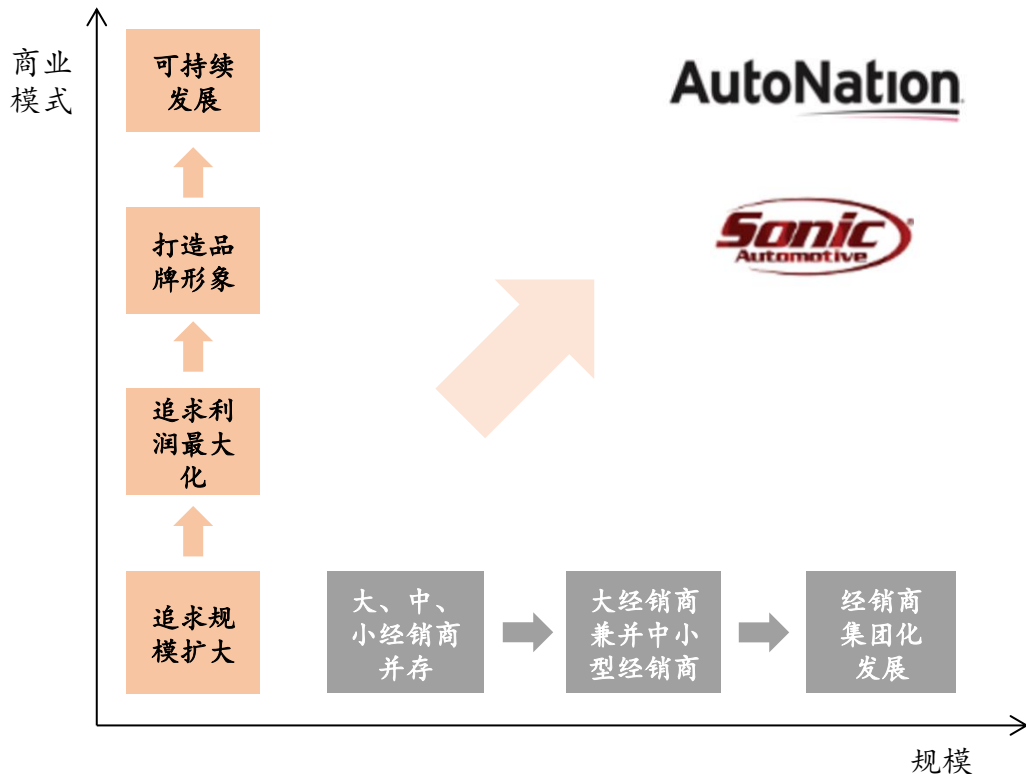 商业
模式
可持续
发展
AutoNation
打造品
牌形象
Sonic
Automotive
追求利
润最大
化
追求规
模扩大
大、中、
小经销商
并存
大经销商
兼并中小
型经销商
经销商
集团化
发展
规模